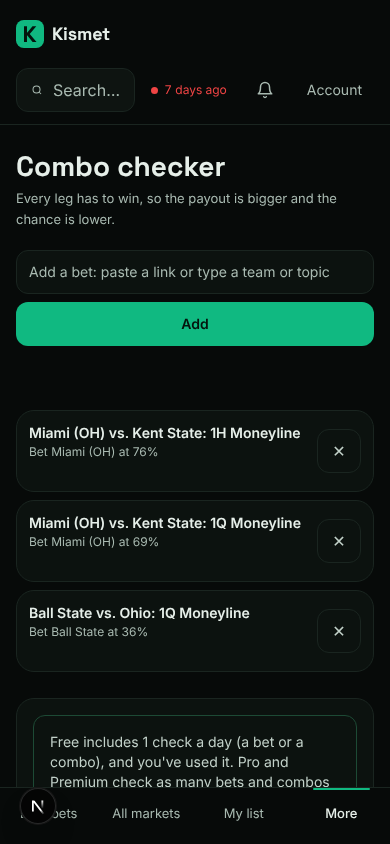 K Kismet
Search...
7 days ago
Account
Combo checker
Every leg has to win, so the payout is bigger and the
chance is lower.
Add a bet: paste a link or type a team or topic
Add
Miami (OH) vs. Kent State: 1H Moneyline
Bet Miami (OH) at 76%
Miami (OH) vs. Kent State: 1Q Moneyline
Bet Miami (OH) at 69%
Ball State vs. Ohio: 1Q Moneyline
Bet Ball State at 36%
Free includes 1 check a day (a bet or a
combo), and you've used it. Pro and
Premium check as many bets and combos
N
bets
All markets
My list
More